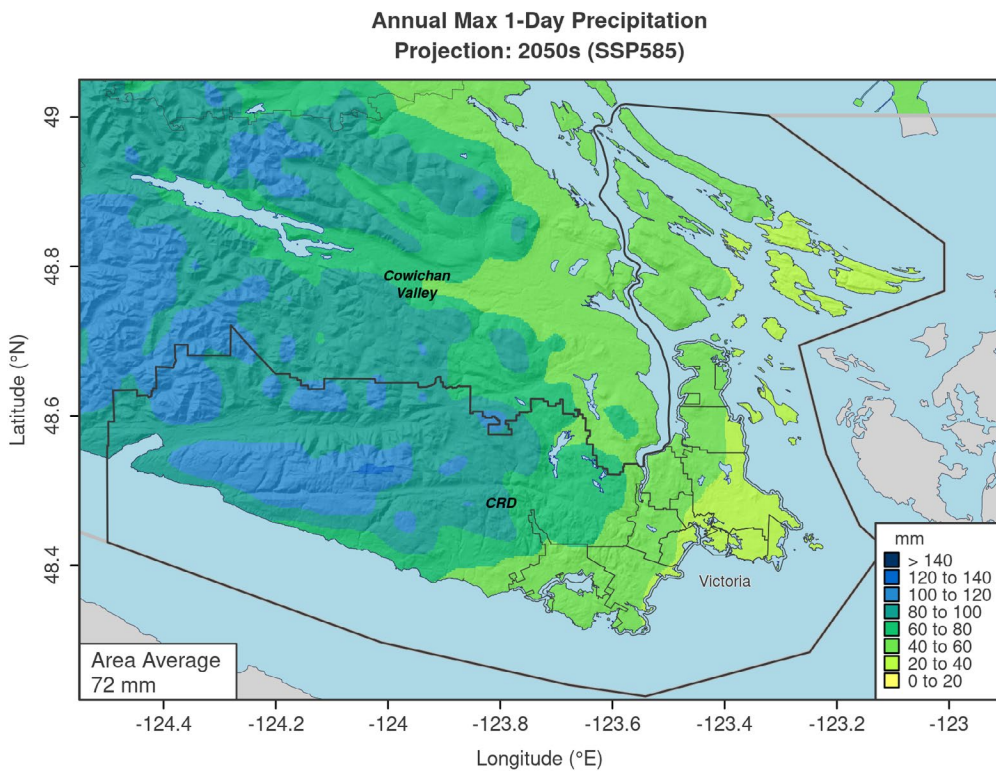 Annual Max 1-Day Precipitation
Projection: 2050s (SSP585)
49
48.8
48.6
48.4
Latitude (°N)
Cowichan
Valley
CRD
Victoria
mm
> 140
120 to 140
100 to 120
80 to 100
60 to 80
40 to 60
20 to 40
0 to 20
Area Average
72 mm
-124.4
-124.2
-124
-123.8
-123.6
-123.4
-123.2
-123
Longitude (°E)